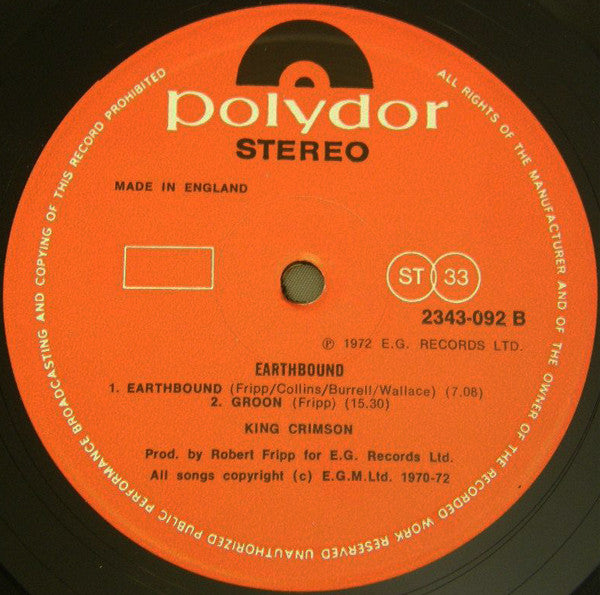 polydor
STEREO
MADE IN ENGLAND
ST 33
2343-092 B
℗ 1972 E.G. RECORDS LTD.
EARTHBOUND
1. EARTHBOUND (Fripp/Collins/Burrell/Wallace) (7.08)
2. GROON (Fripp) (15.30)
KING CRIMSON
Prod. by Robert Fripp for E.G. Records Ltd.
All songs copyright (c) E.G.M.Ltd. 1970-72
ALL RIGHTS OF THE MANUFACTURER AND OF THE OWNER OF THE RECORDED WORK RESERVED UNAUTHORIZED PUBLIC PERFORMANCE BROADCASTING AND COPYING OF THIS RECORD PROHIBITED